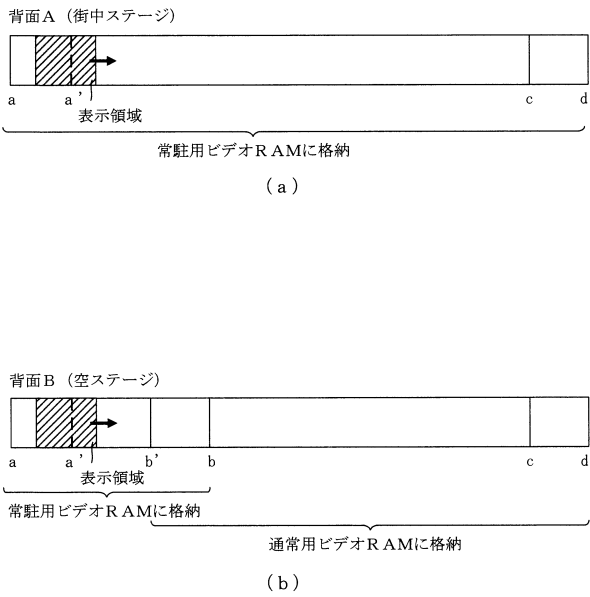 背面A（街中ステージ）
a a' c d
表示領域
常駐用ビデオRAMに格納
(a)
背面B（空ステージ）
a a' b' b c d
表示領域
常駐用ビデオRAMに格納
通常用ビデオRAMに格納
(b)